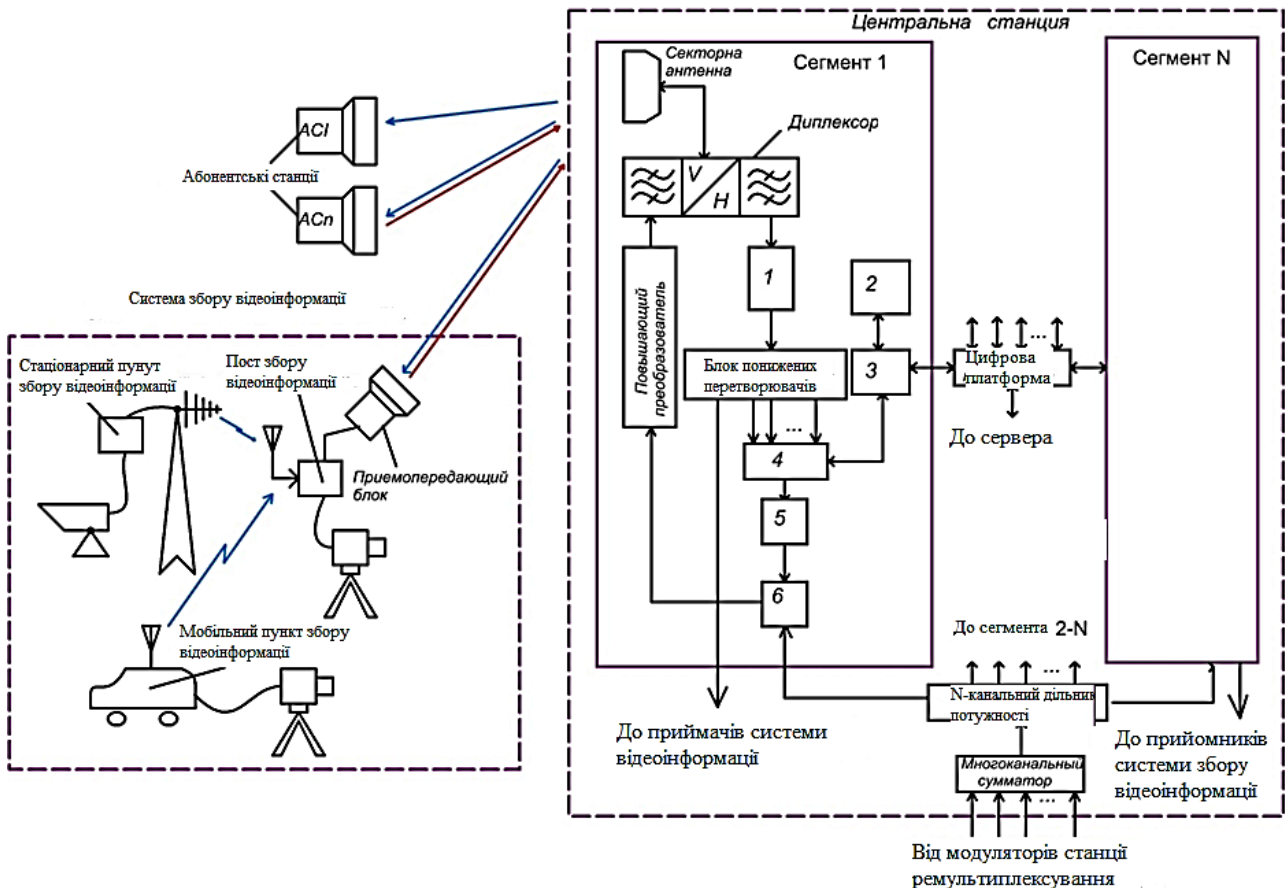 Центральна станция
Секторна
антенна
Сегмент 1
Сегмент N
Диплексор
АСІ
Абонентські станції
АСп
V
H
Повышающий
преобразователь
1
2
Блок понижених
перетворювачів
3
Цифрова
платформа
До сервера
...
...
4
5
6
Система збору відеоінформації
Стаціонарний пунут
збору відеоінформації
Пост збору
відеоінформації
Приемопередающий
блок
Мобільний пункт збору
відеоінформації
До сегмента 2-N
...
N-канальний дільник
потужності
До приймачів системи
відеоінформації
До прийомників
системи збору
відеоінформації
Многоканальный
сумматор
...
Від модуляторів станції
ремультиплексування